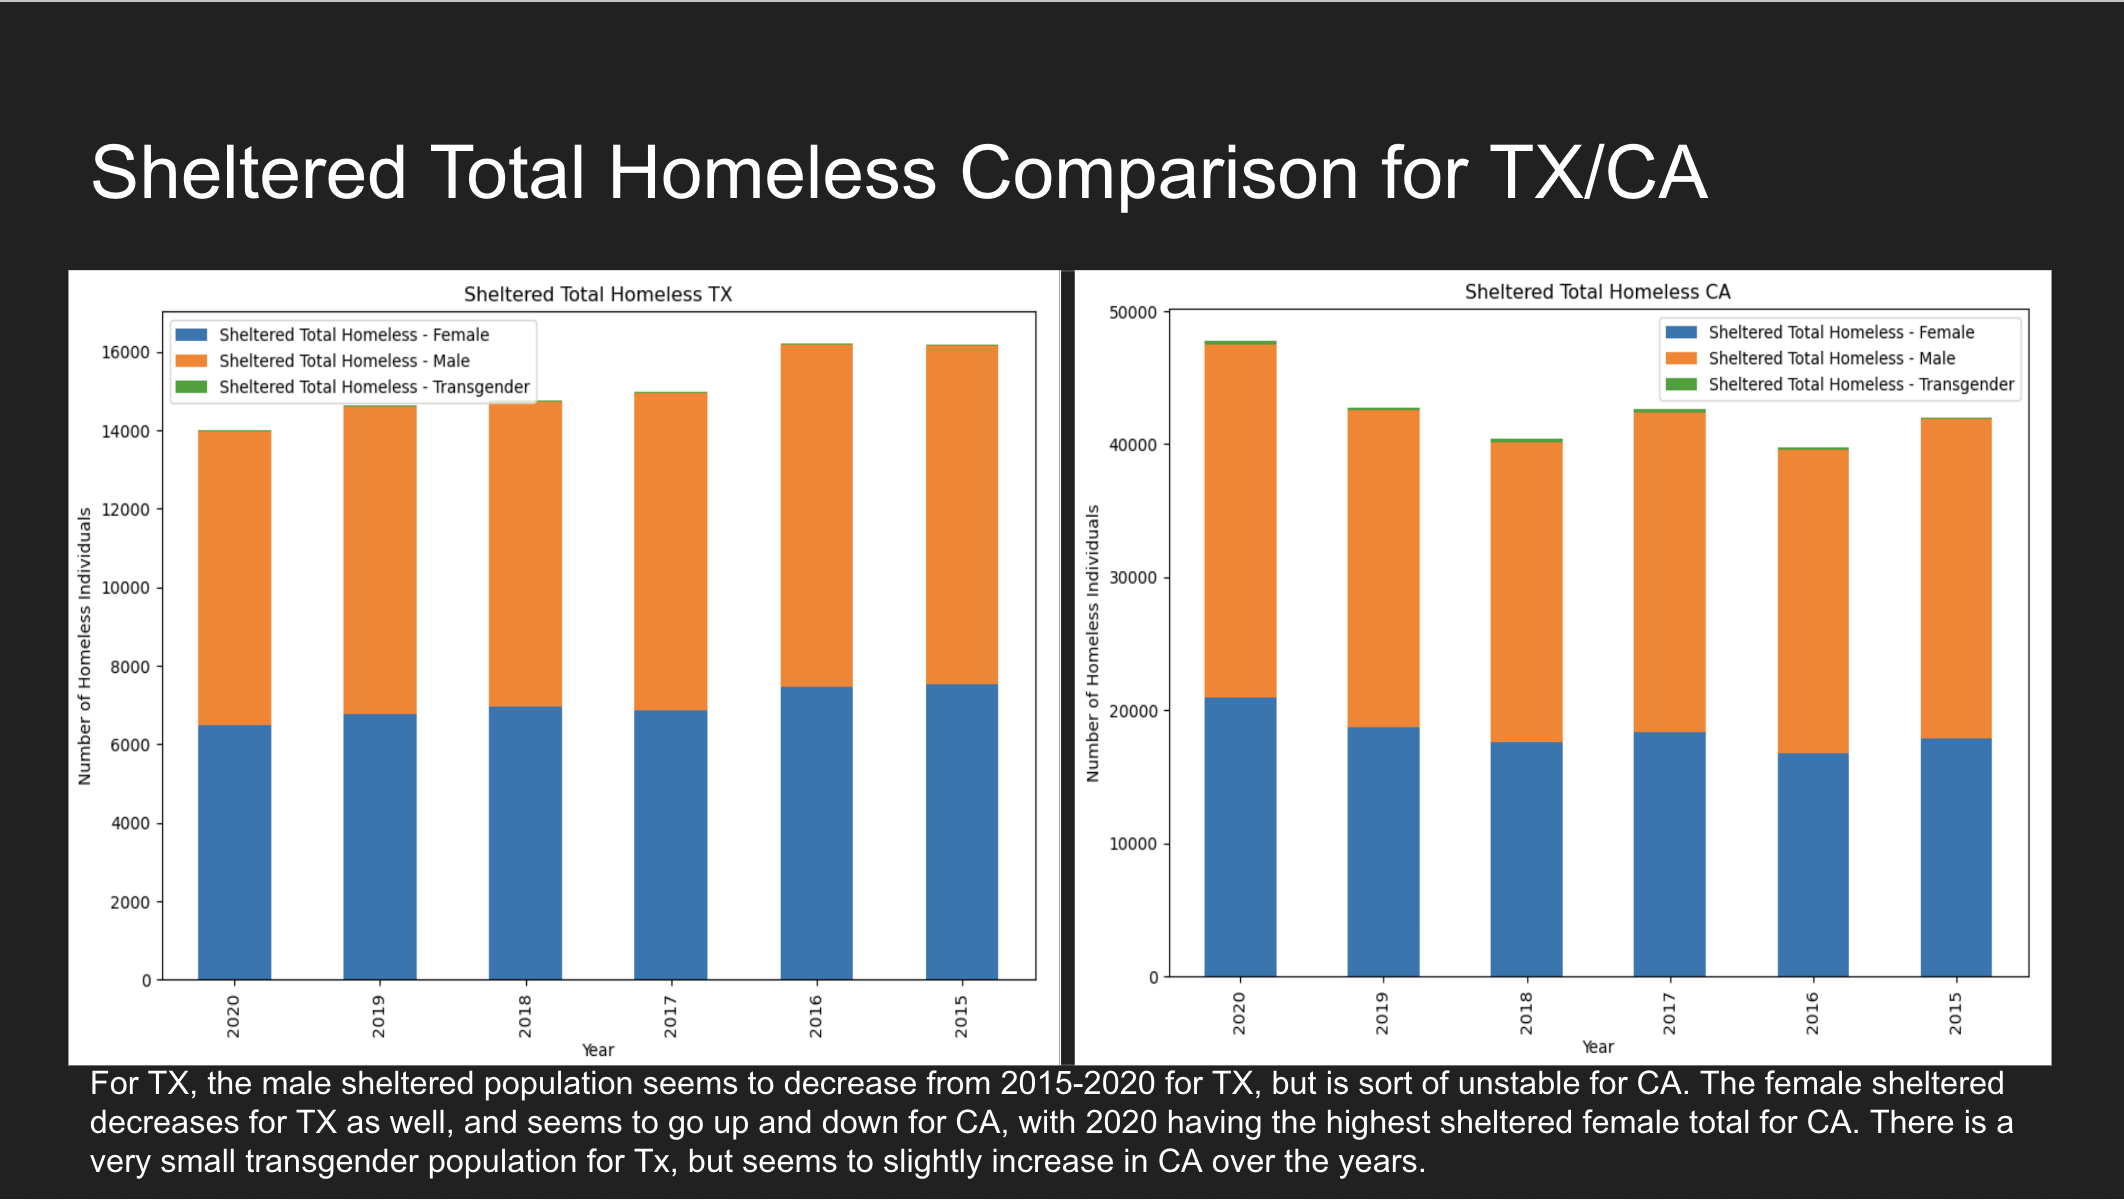 Sheltered Total Homeless Comparison for TX/CA
Sheltered Total Homeless TX
Sheltered Total Homeless - Female
Sheltered Total Homeless - Male
Sheltered Total Homeless - Transgender
16000
14000
12000
10000
8000
6000
4000
2000
0
Number of Homeless Individuals
2020 2019 2018 2017 2016 2015
Year
Sheltered Total Homeless CA
Sheltered Total Homeless - Female
Sheltered Total Homeless - Male
Sheltered Total Homeless - Transgender
50000
40000
30000
20000
10000
0
Number of Homeless Individuals
2020 2019 2018 2017 2016 2015
Year
For TX, the male sheltered population seems to decrease from 2015-2020 for TX, but is sort of unstable for CA. The female sheltered
decreases for TX as well, and seems to go up and down for CA, with 2020 having the highest sheltered female total for CA. There is a
very small transgender population for Tx, but seems to slightly increase in CA over the years.